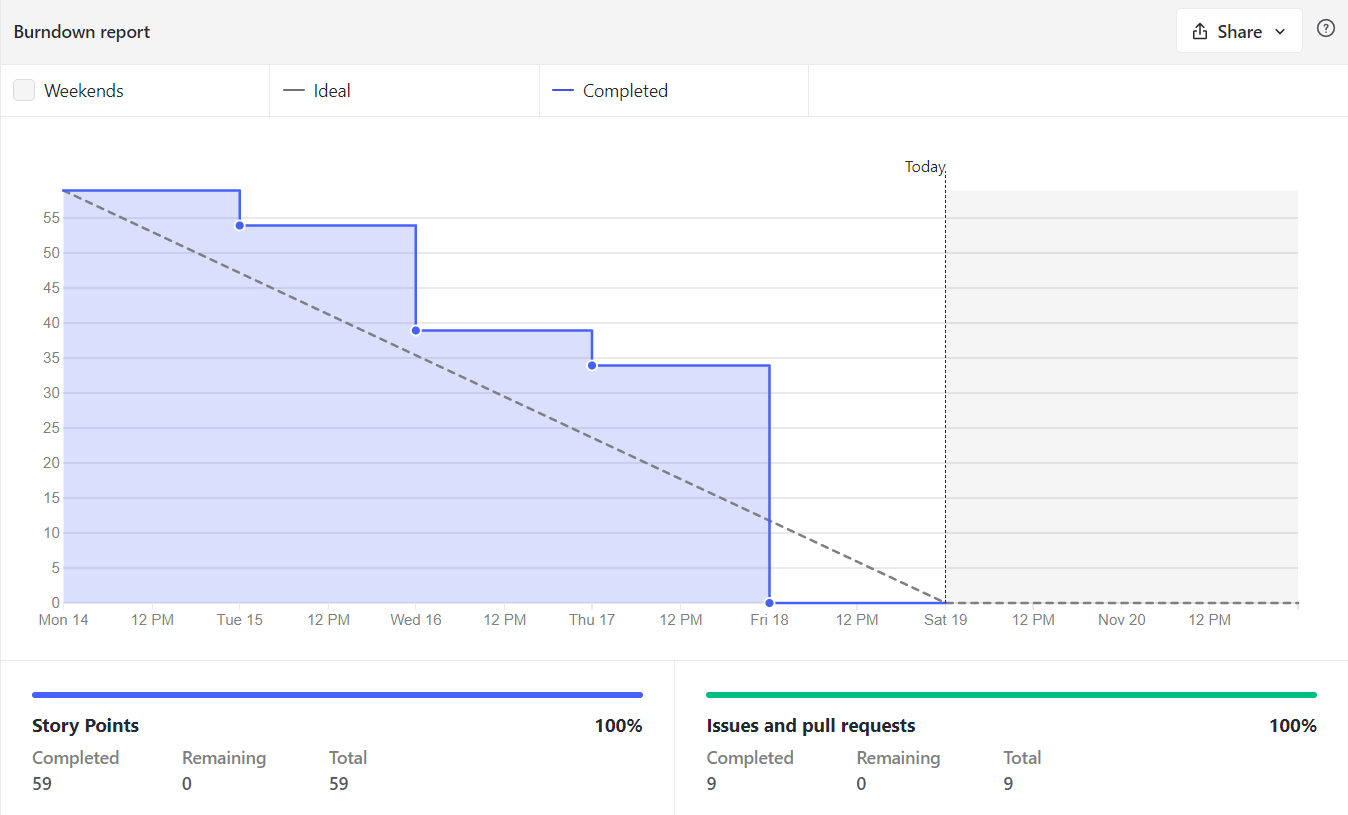 Burndown report
Share
Weekends
Ideal
Completed
Today
55
50
45
40
35
30
25
20
15
10
5
0
Mon 14 12 PM Tue 15 12 PM Wed 16 12 PM Thu 17 12 PM Fri 18 12 PM Sat 19 12 PM Nov 20 12 PM
Story Points 100%
Completed Remaining Total
59 0 59
Issues and pull requests 100%
Completed Remaining Total
9 0 9